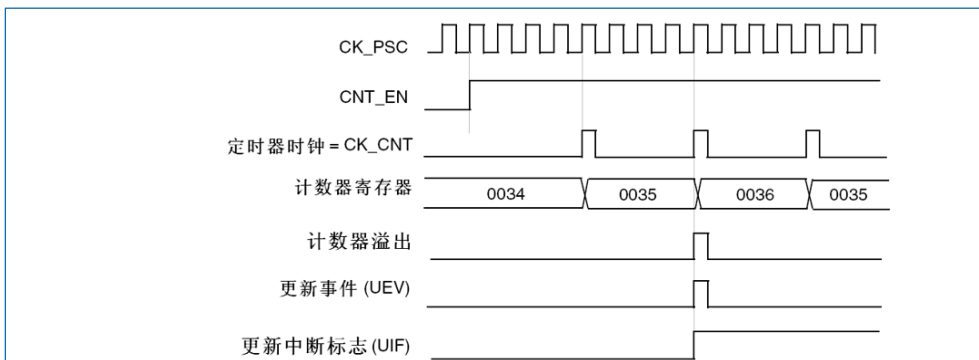 CK_PSC
CNT_EN
定时器时钟 = CK_CNT
计数器寄存器 0034 0035 0036 0035
计数器溢出
更新事件 (UEV)
更新中断标志 (UIF)